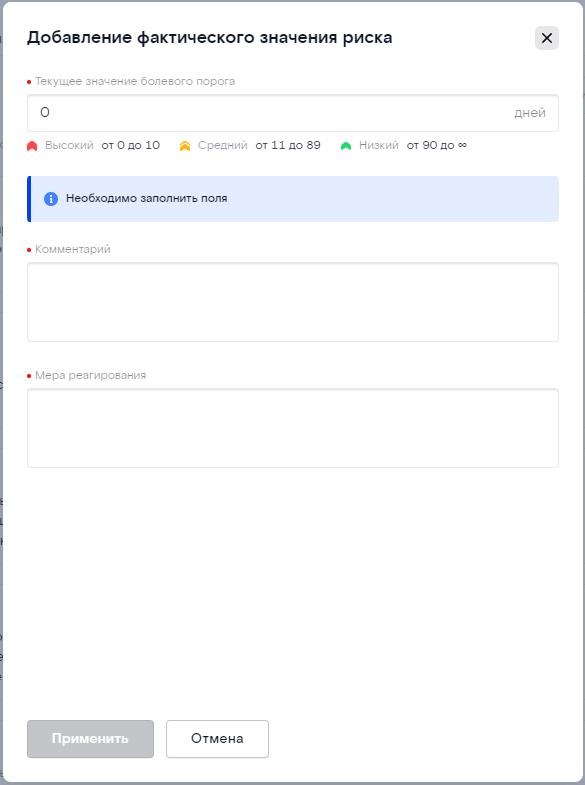 Добавление фактического значения риска
Текущее значение болевого порога
0 дней
Высокий от 0 до 10 Средний от 11 до 89 Низкий от 90 до ∞
Необходимо заполнить поля
Комментарий
Мера реагирования
Применить Отмена